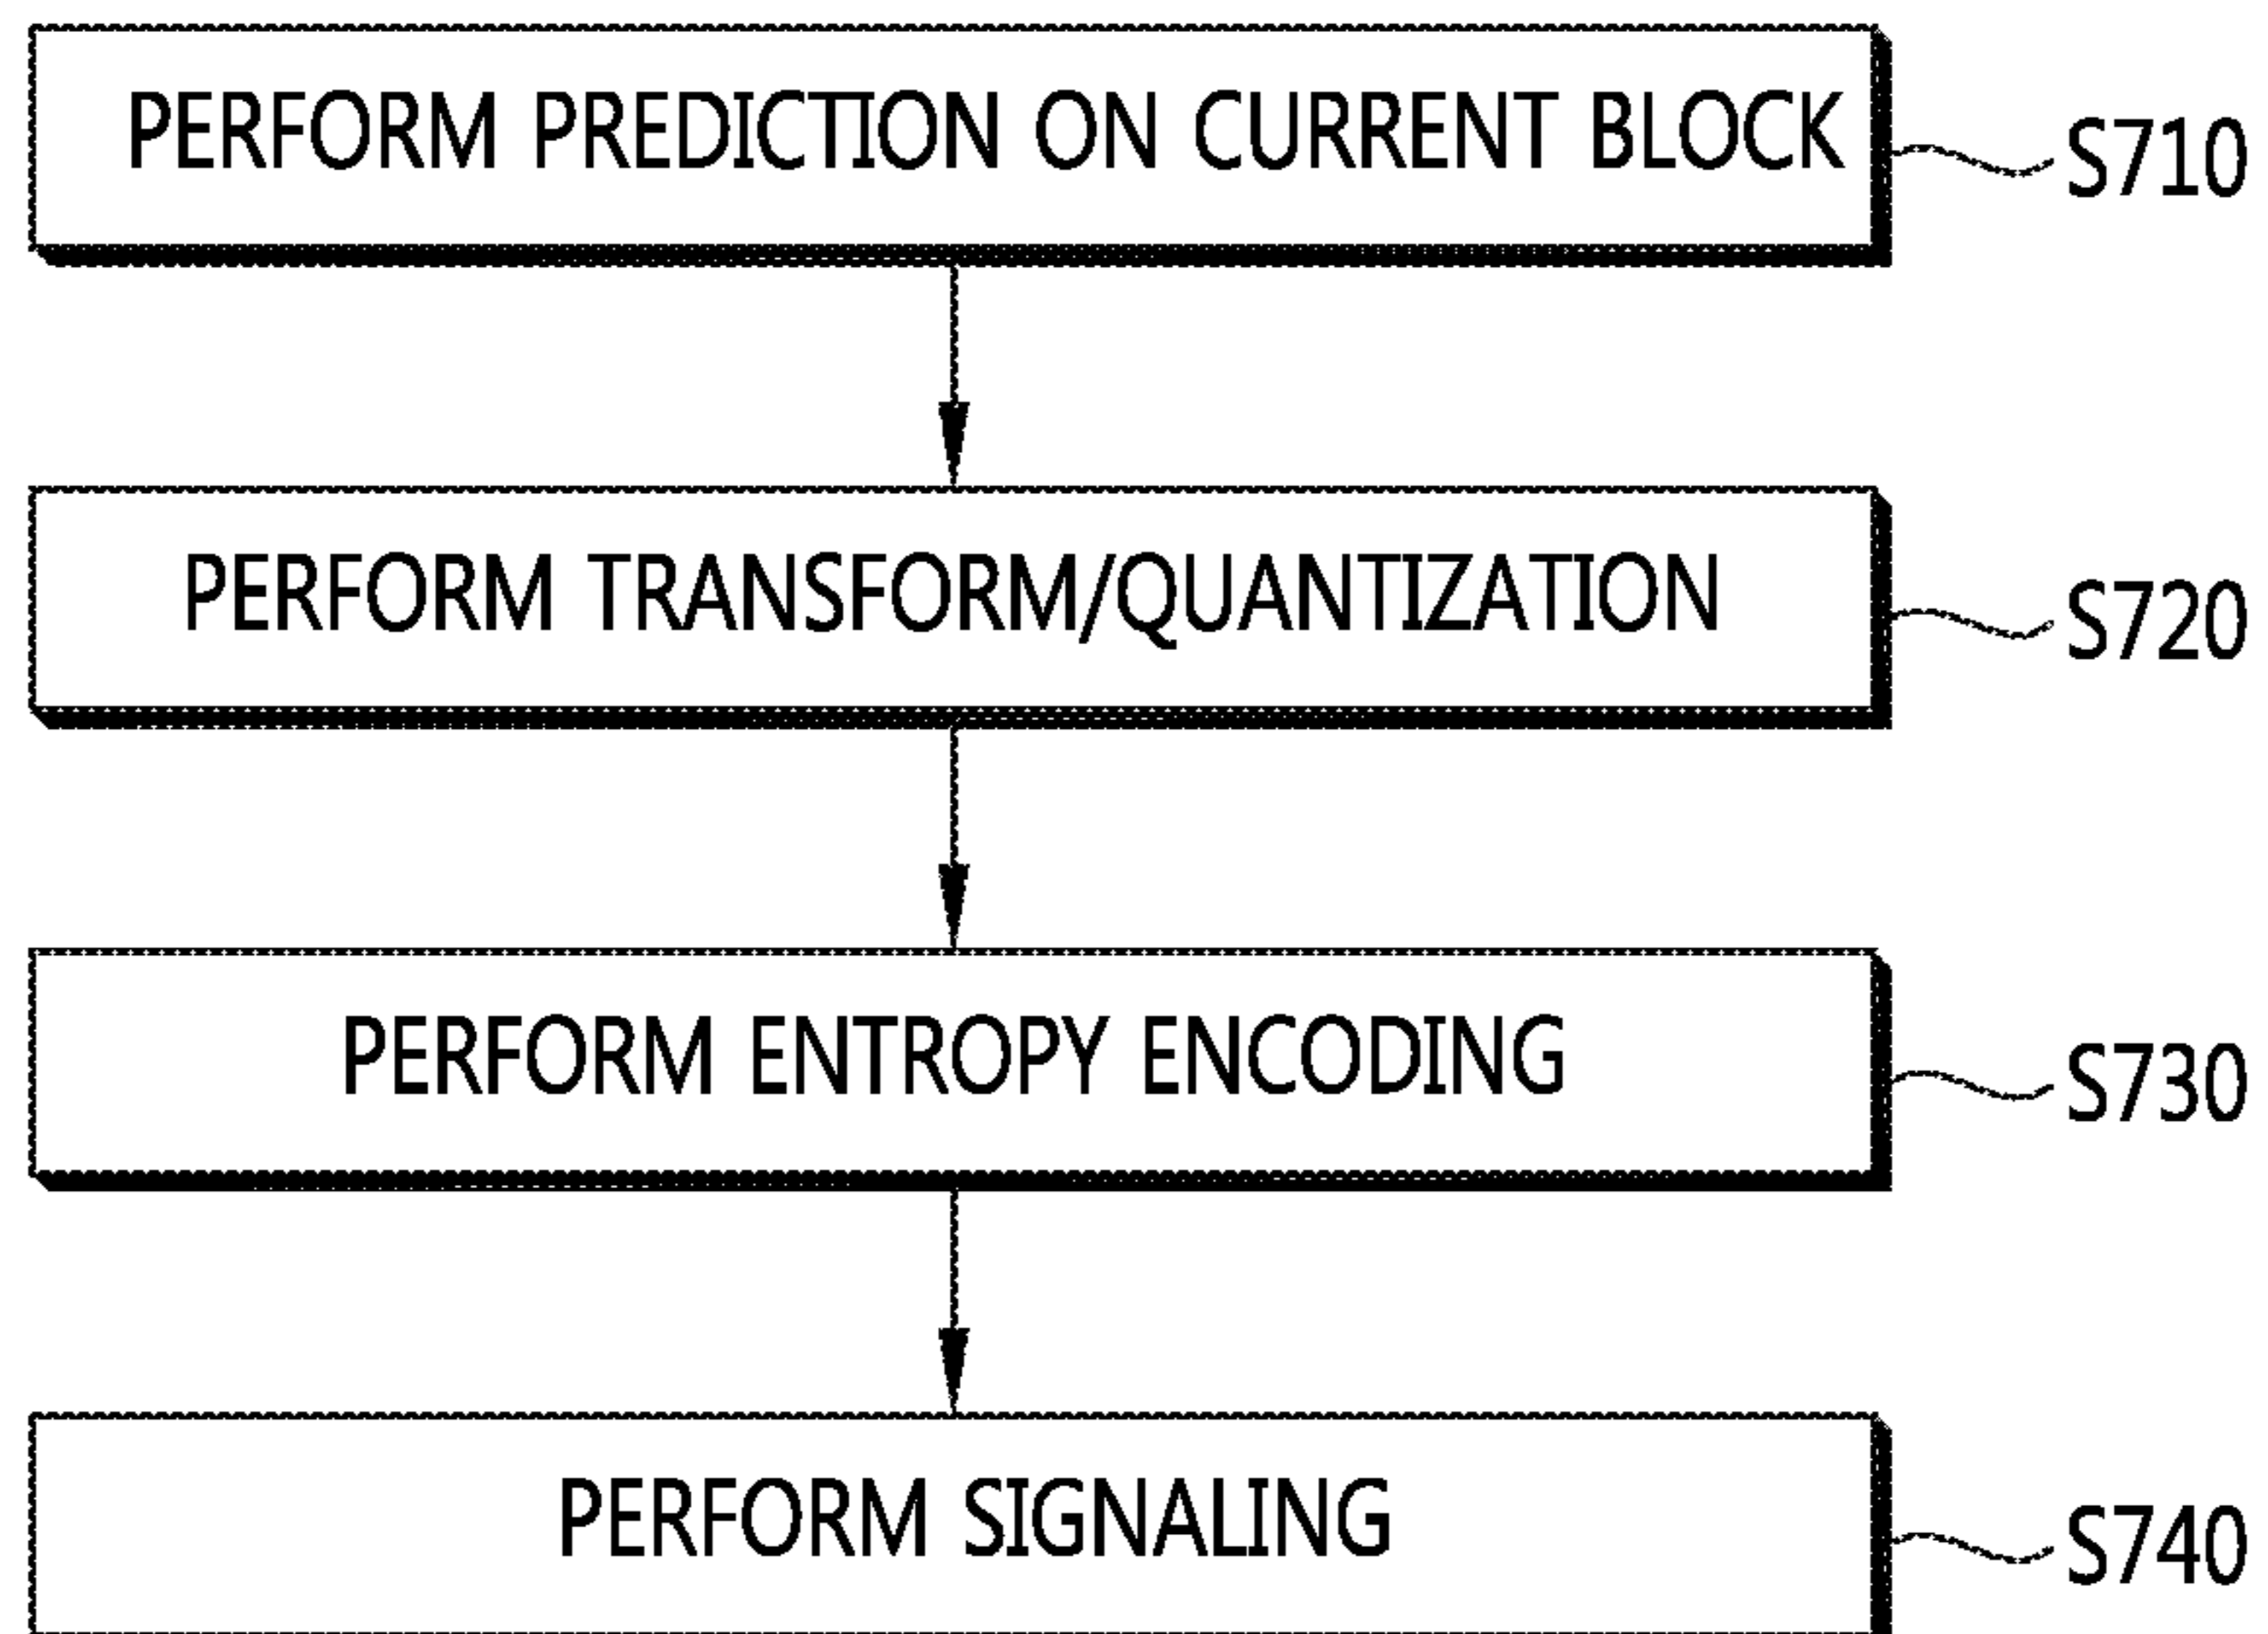 PERFORM PREDICTION ON CURRENT BLOCK
S710
PERFORM TRANSFORM/QUANTIZATION
S720
PERFORM ENTROPY ENCODING
S730
PERFORM SIGNALING
S740